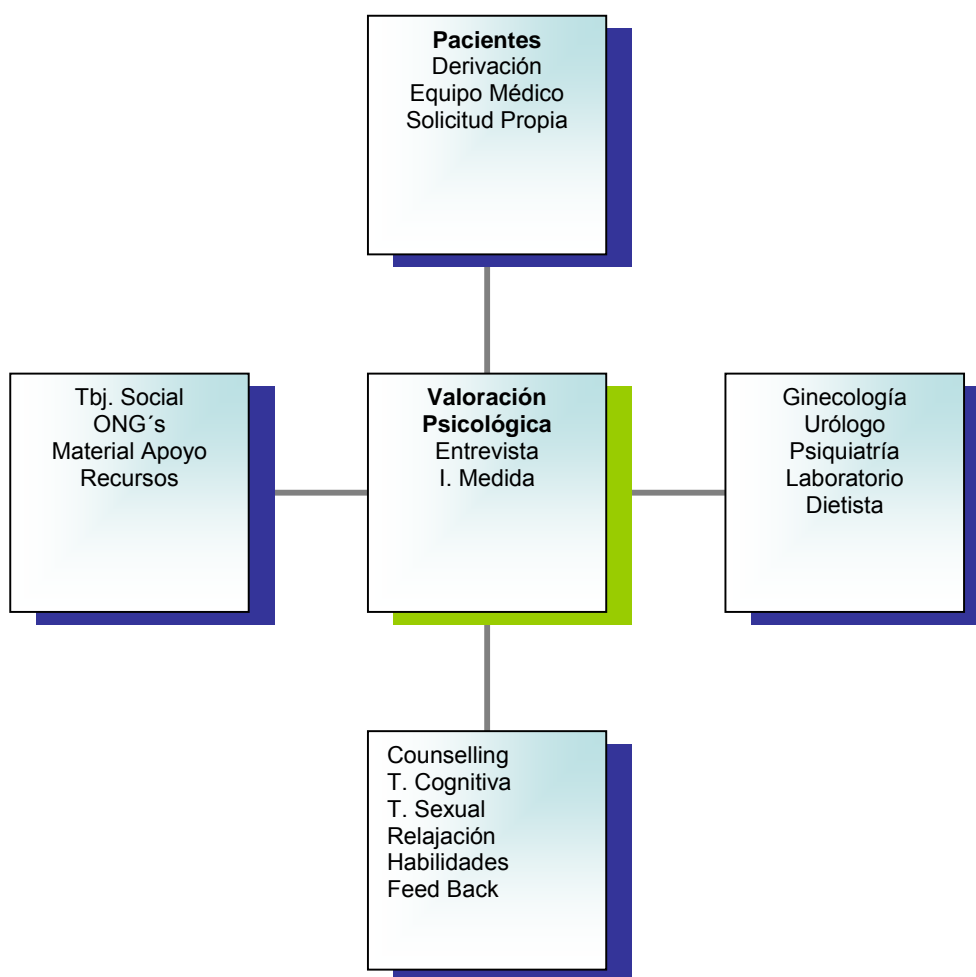 Pacientes
Derivación
Equipo Médico
Solicitud Propia
Tbj. Social
ONG´s
Material Apoyo
Recursos
Valoración
Psicológica
Entrevista
I. Medida
Ginecología
Urólogo
Psiquiatría
Laboratorio
Dietista
Counselling
T. Cognitiva
T. Sexual
Relajación
Habilidades
Feed Back